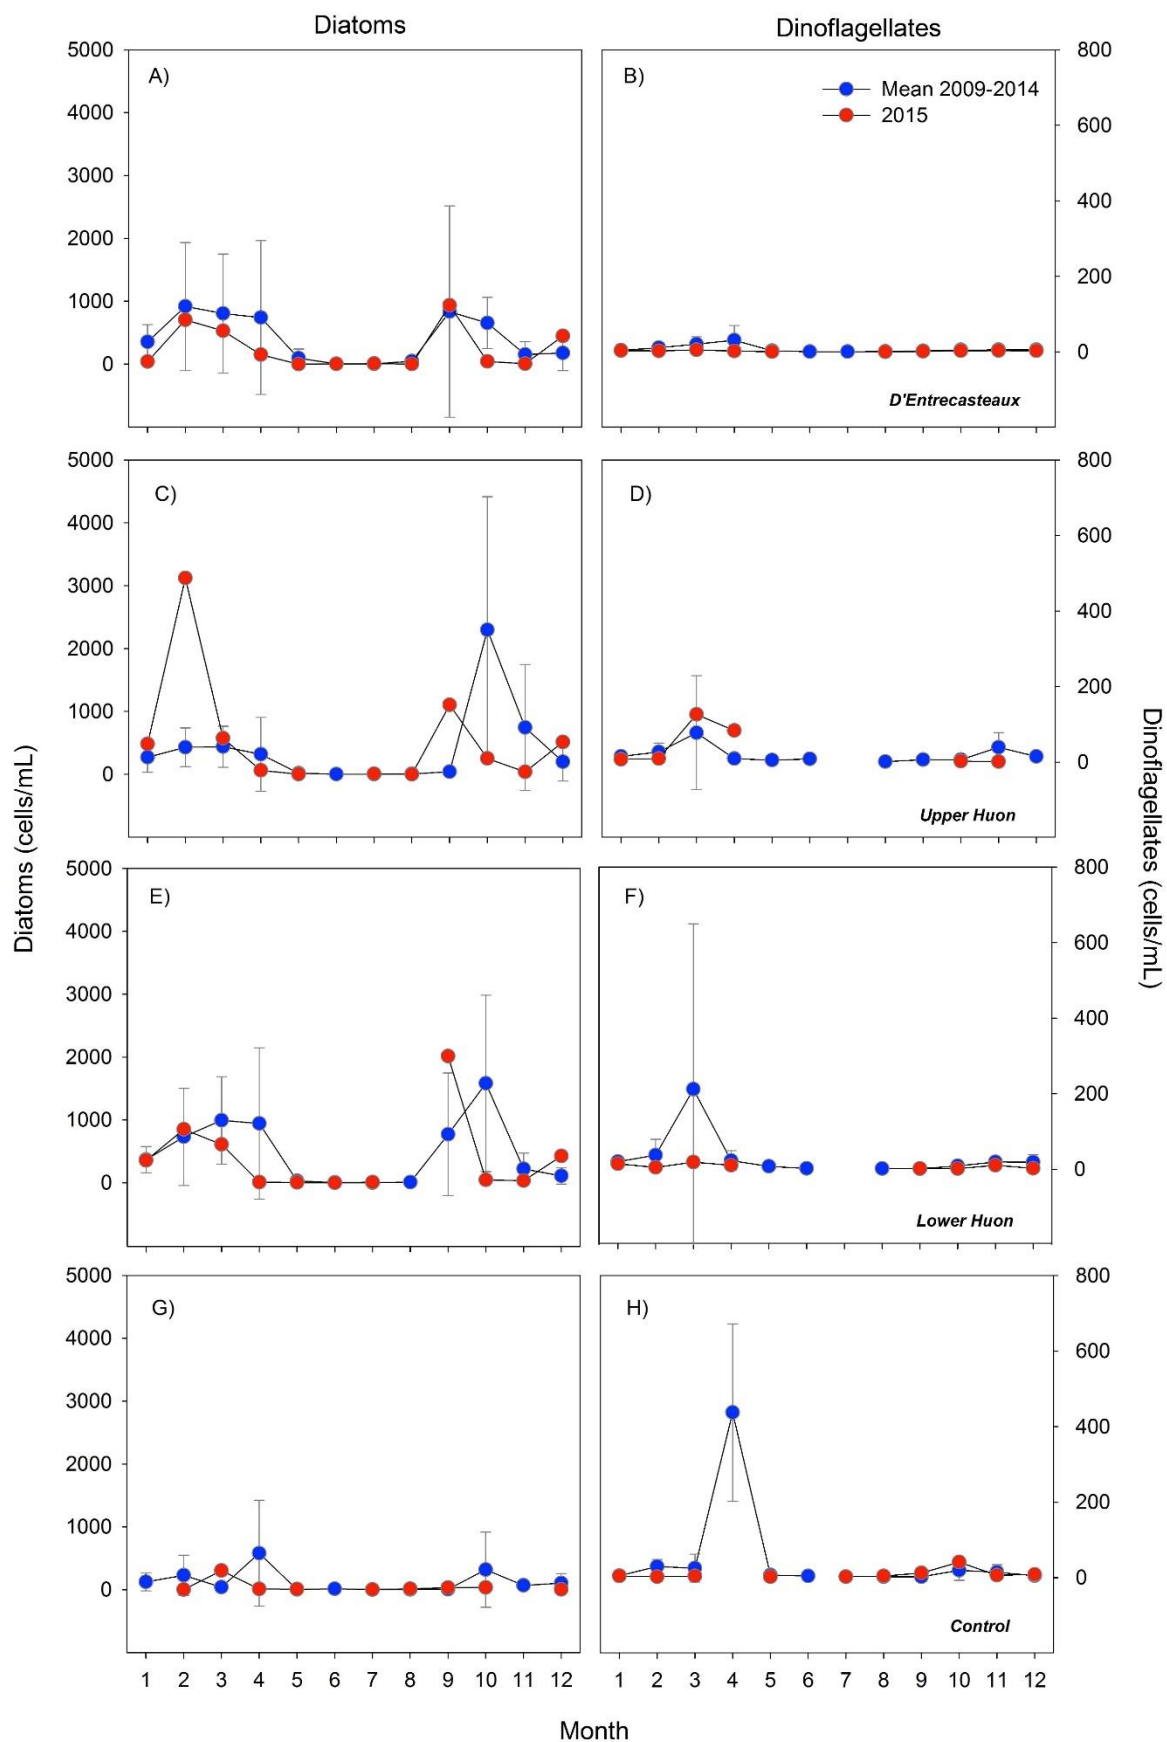 Diatoms
Dinoflagellates
5000
4000
3000
2000
1000
0
A)
B)
Mean 2009-2014
2015
800
600
400
200
0
D'Entrecasteaux
5000
4000
3000
2000
1000
0
C)
D)
800
600
400
200
0
Upper Huon
Diatoms (cells/mL)
Dinoflagellates (cells/mL)
5000
4000
3000
2000
1000
0
E)
F)
800
600
400
200
0
Lower Huon
5000
4000
3000
2000
1000
0
G)
H)
800
600
400
200
0
Control
1 2 3 4 5 6 7 8 9 10 11 12
1 2 3 4 5 6 7 8 9 10 11 12
Month